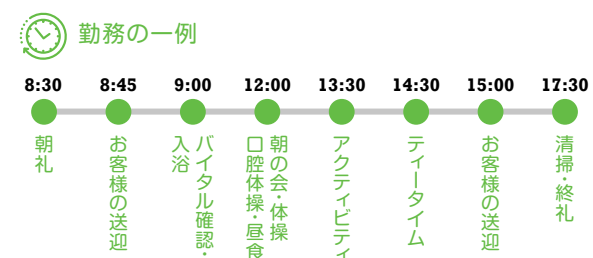 勤務の一例
8:30 8:45 9:00 12:00 13:30 14:30 15:00 17:30
朝礼
お客様の送迎
バイタル確認・
入浴
朝の会・体操
口腔体操・昼食
アクティビティ
ティータイム
お客様の送迎
清掃・終礼